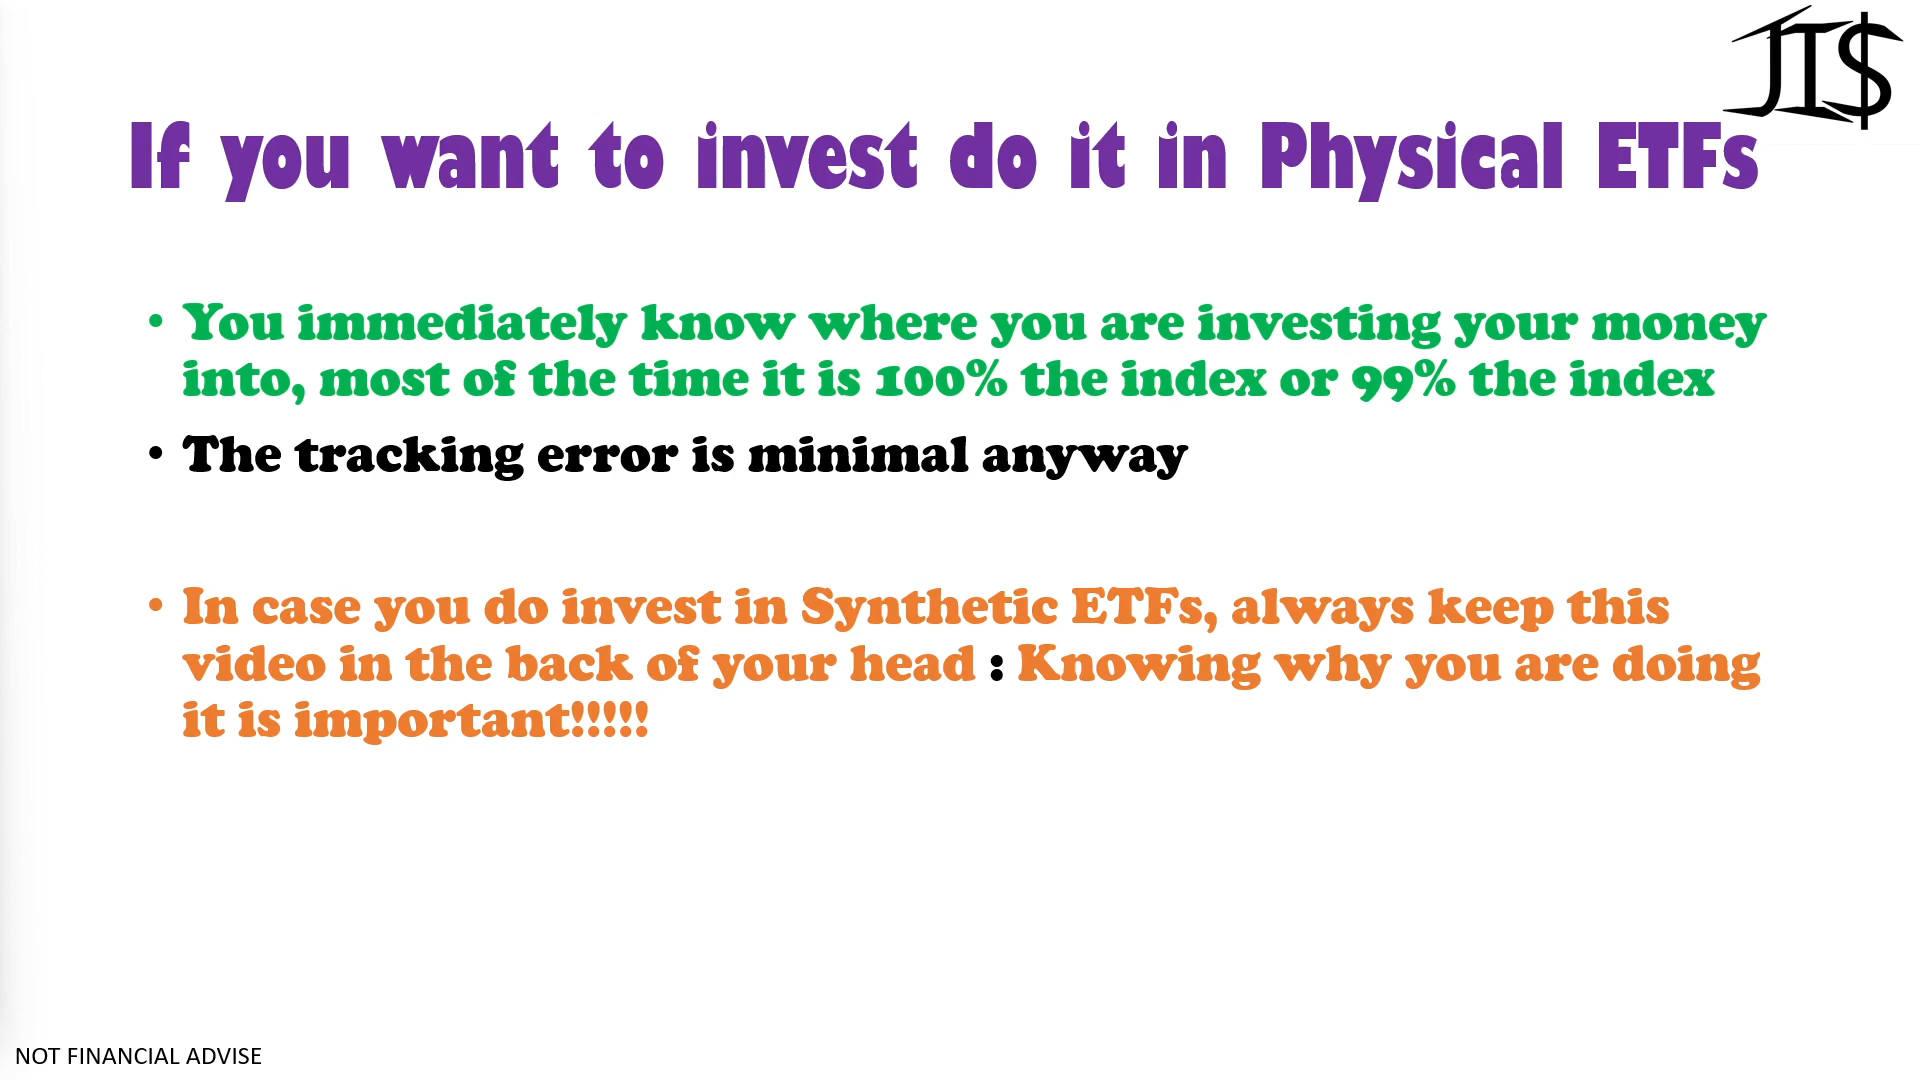 JI$
If you want to invest do it in Physical ETFs
• You immediately know where you are investing your money
into, most of the time it is 100% the index or 99% the index
• The tracking error is minimal anyway
• In case you do invest in Synthetic ETFs, always keep this
video in the back of your head : Knowing why you are doing
it is important!!!!!
NOT FINANCIAL ADVISE